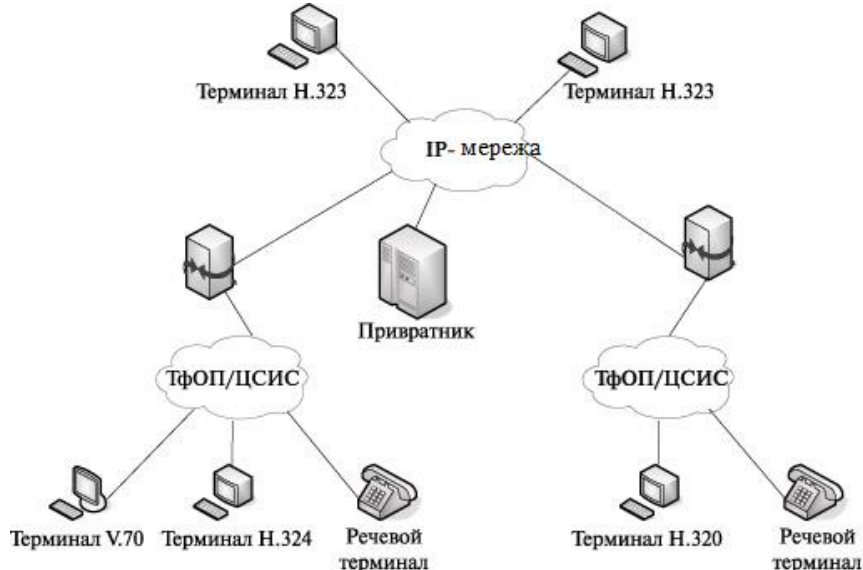 Терминал Н.323
Терминал Н.323
IP- мережа
Привратник
ТфОП/ЦСИС
ТфОП/ЦСИС
Терминал V.70
Терминал Н.324
Речевой
терминал
Терминал Н.320
Речевой
терминал